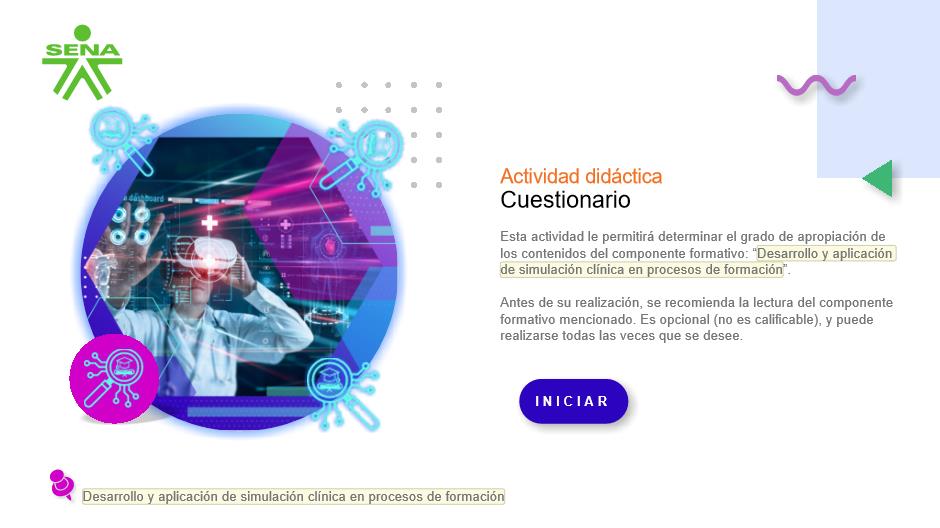 SENA
dashboard
Actividad didáctica
Cuestionario
Esta actividad le permitirá determinar el grado de apropiación de
los contenidos del componente formativo: “Desarrollo y aplicación
de simulación clínica en procesos de formación”.
Antes de su realización, se recomienda la lectura del componente
formativo mencionado. Es opcional (no es calificable), y puede
realizarse todas las veces que se desee.
INICIAR
Desarrollo y aplicación de simulación clínica en procesos de formación